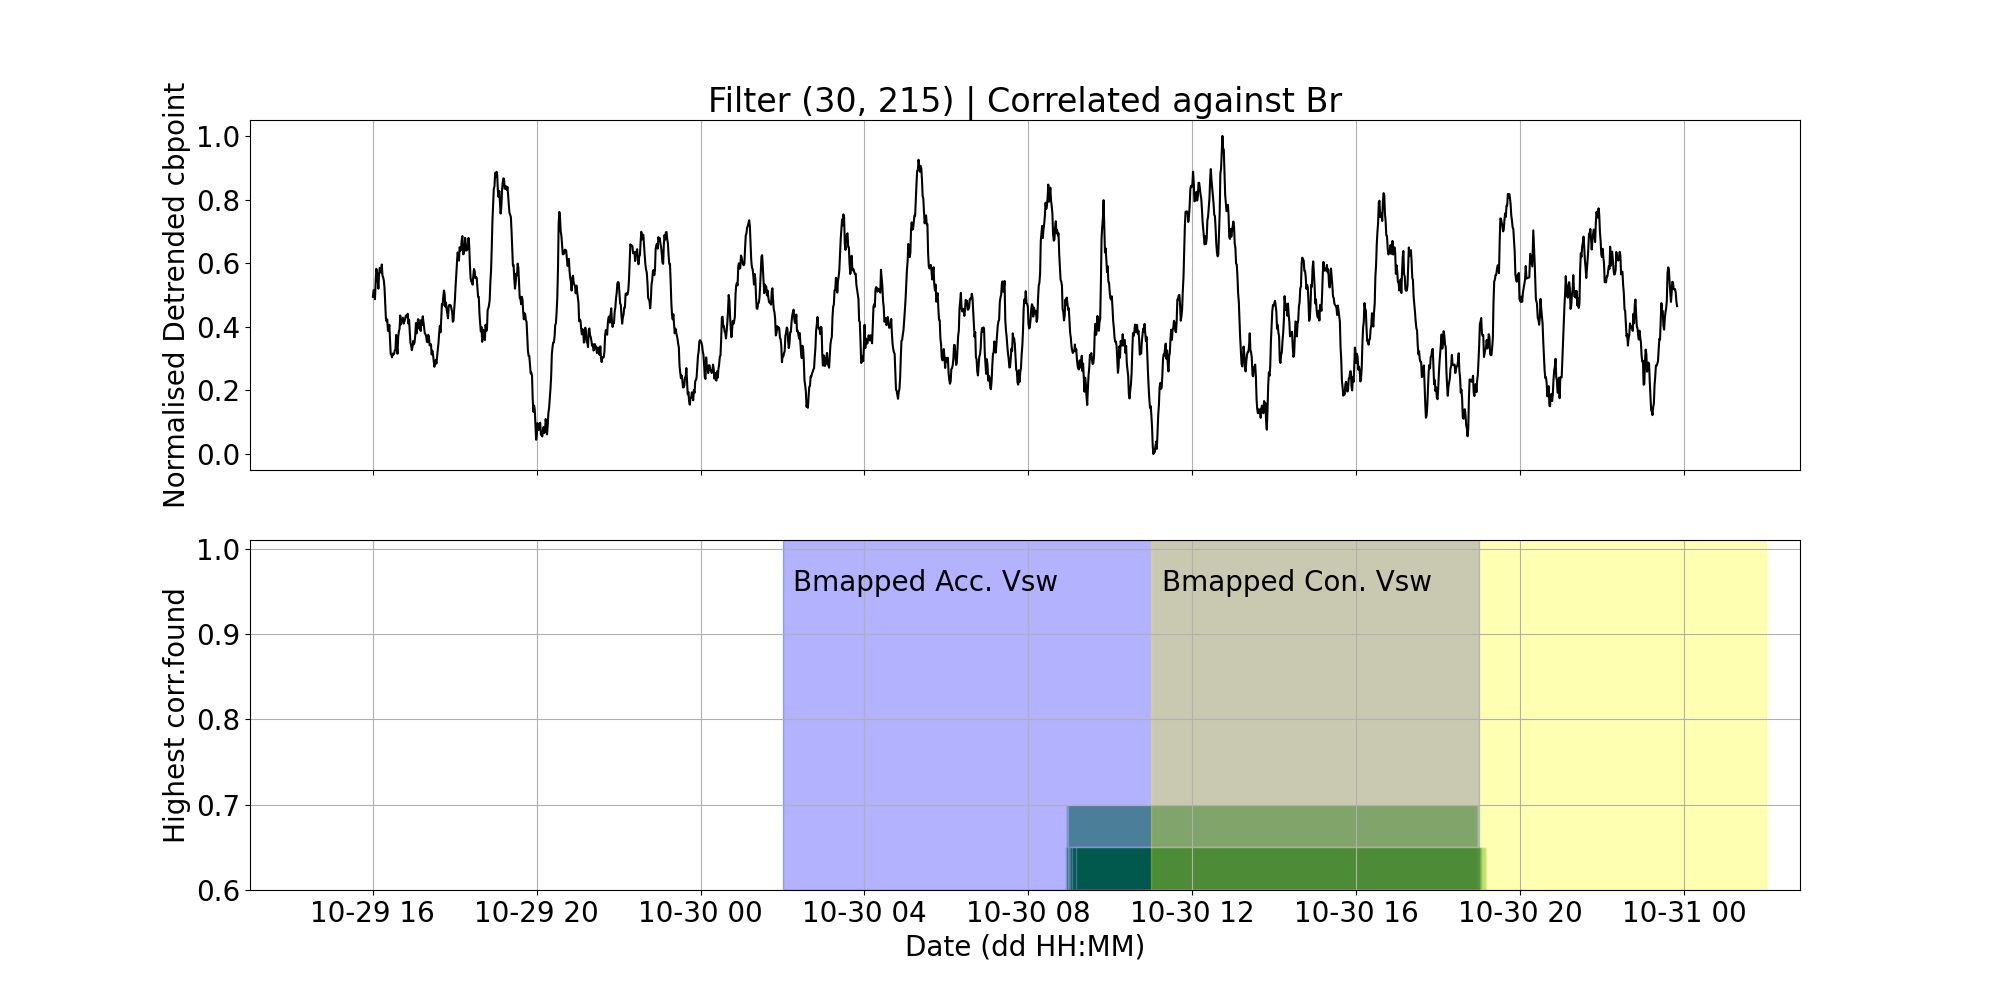 Filter (30, 215) | Correlated against Br
Normalised Detrended cbpoint
1.0
0.8
0.6
0.4
0.2
0.0
Highest corr.found
1.0
0.9
0.8
0.7
0.6
Bmapped Acc. Vsw
Bmapped Con. Vsw
10-29 16 10-29 20 10-30 00 10-30 04 10-30 08 10-30 12 10-30 16 10-30 20 10-31 00
Date (dd HH:MM)